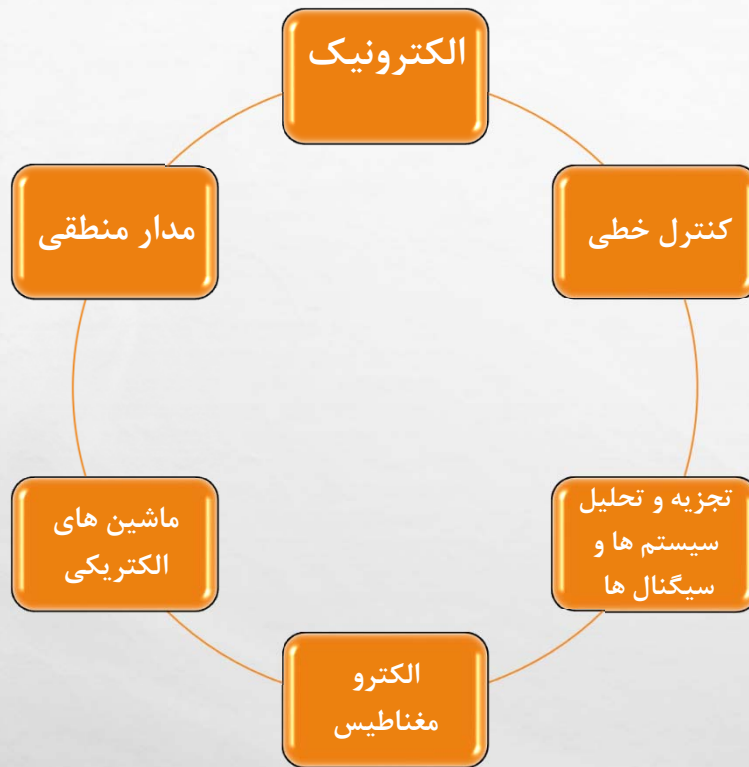 الکترونیک
کنترل خطی
تجزیه و تحلیل
سیستم ها و
سیگنال ها
الکترو
مغناطیس
ماشین های
الکتریکی
مدار منطقی